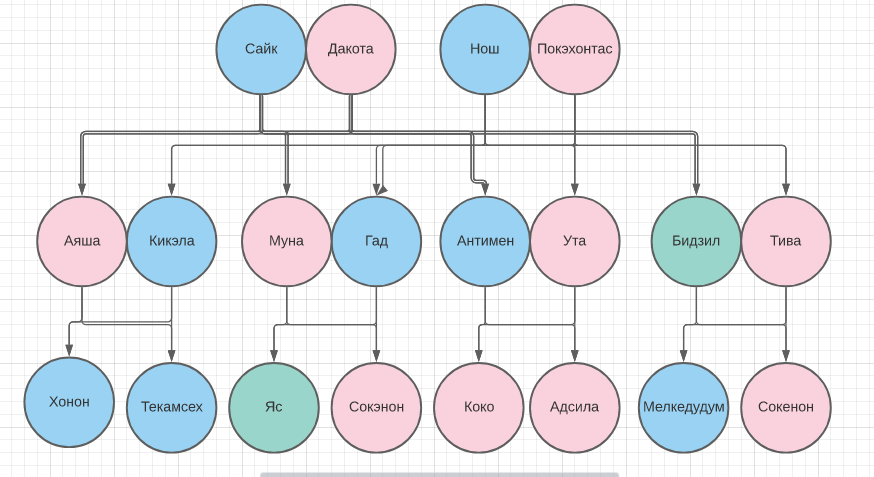 Сайк
Дакота
Нош
Покэхонтас
Аяша
Кикэла
Муна
Гад
Антимен
Ута
Бидзил
Тива
Хонон
Текамсех
Яс
Сокэнон
Коко
Адсила
Мелкедудум
Сокенон